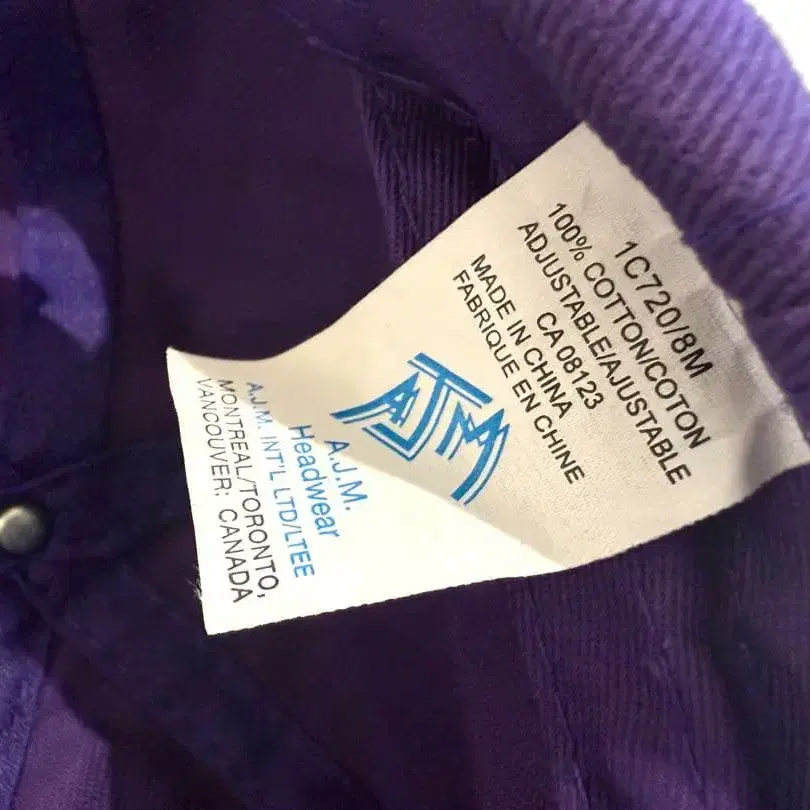 1C720/8M
100% COTTON/COTON
ADJUSTABLE/AJUSTABLE
CA 08123
MADE IN CHINA
FABRIQUE EN CHINE
AJM
A.J.M.
Headwear
A.J.M. INT'L LTD/LTEE
MONTREAL/TORONTO,
VANCOUVER: CANADA